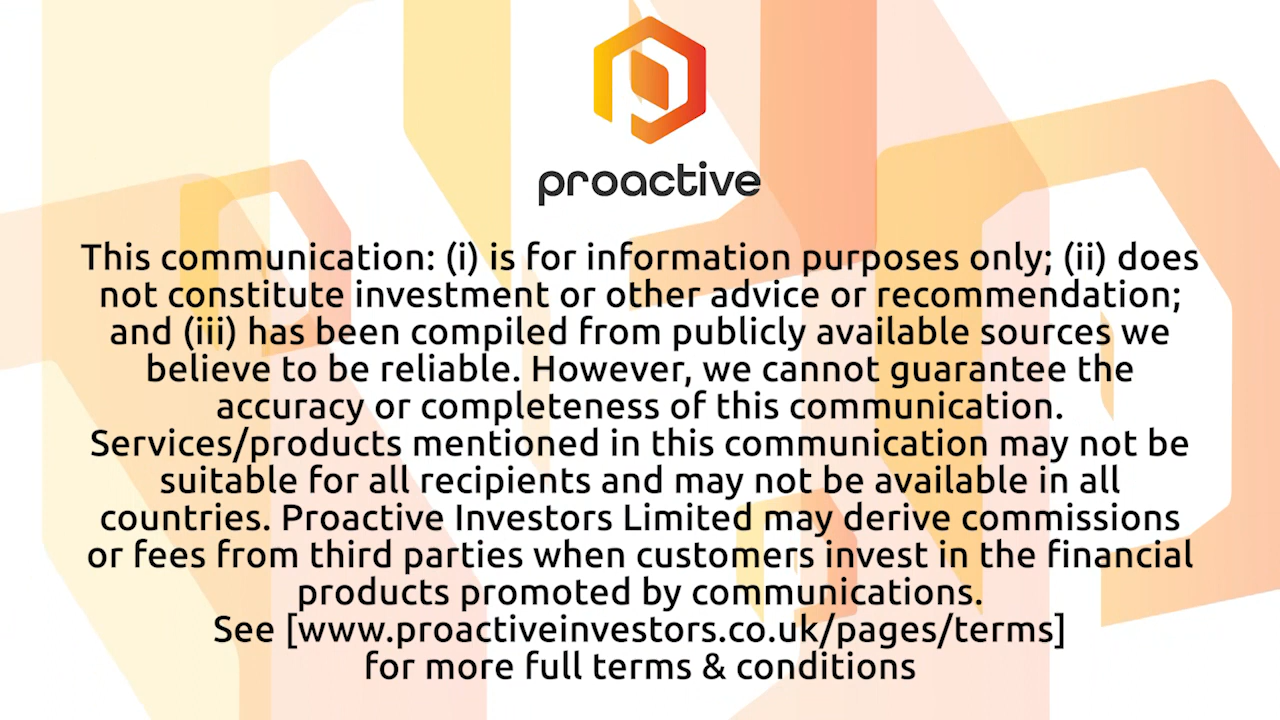 proactive
This communication: (i) is for information purposes only; (ii) does
not constitute investment or other advice or recommendation;
and (iii) has been compiled from publicly available sources we
believe to be reliable. However, we cannot guarantee the
accuracy or completeness of this communication.
Services/products mentioned in this communication may not be
suitable for all recipients and may not be available in all
countries. Proactive Investors Limited may derive commissions
or fees from third parties when customers invest in the financial
products promoted by communications.
See [www.proactiveinvestors.co.uk/pages/terms]
for more full terms & conditions